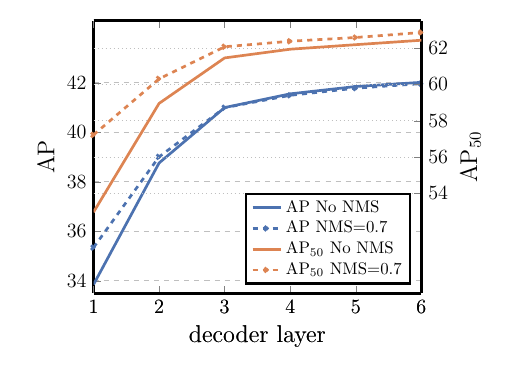 62
42
60
40
58
AP
AP50
56
38
54
AP No NMS
36
AP NMS=0.7
AP50 No NMS
34
AP50 NMS=0.7
1 2 3 4 5 6
decoder layer